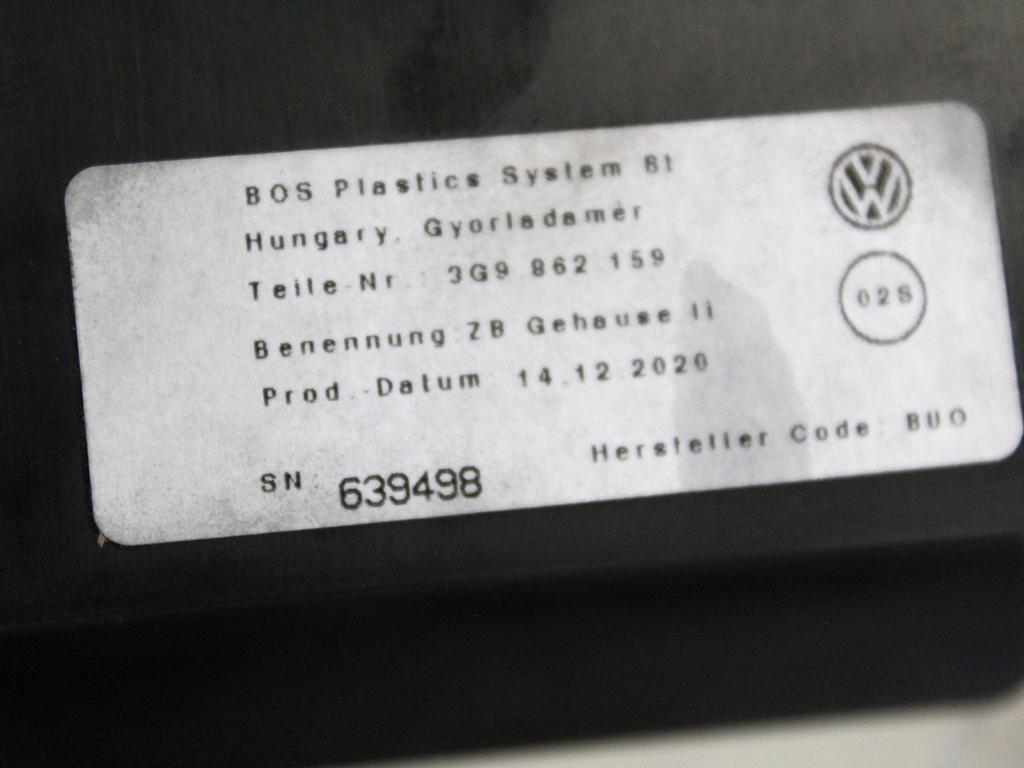 BOS Plastics System Bt
Hungary, Gyorladamer
Teile-Nr.: 3G9 862 159
Benennung:ZB Gehause li
Prod.-Datum: 14.12.2020
SN: 639498
Hersteller Code: BUO
VW
02S